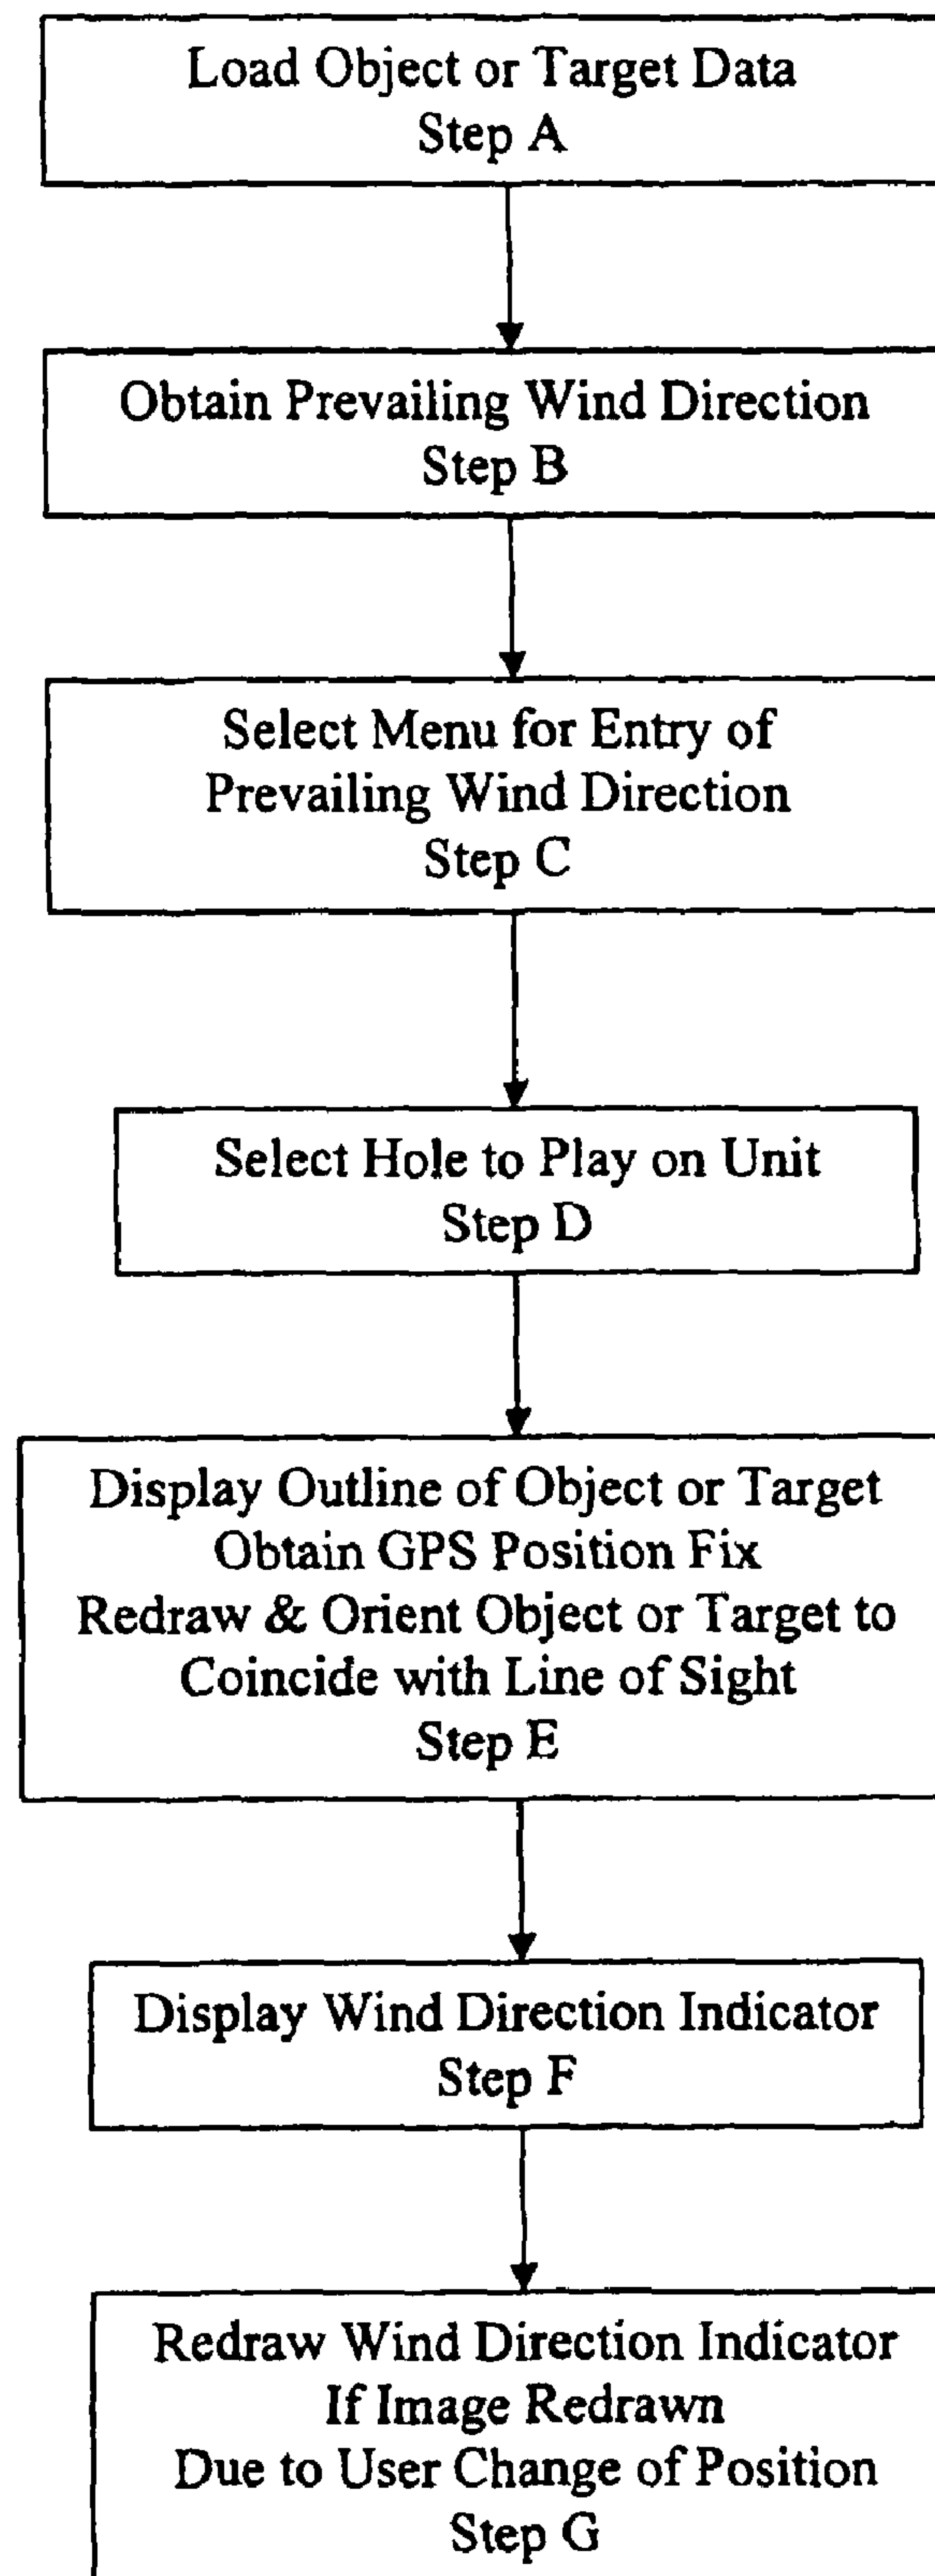 Load Object or Target Data
Step A
Obtain Prevailing Wind Direction
Step B
Select Menu for Entry of
Prevailing Wind Direction
Step C
Select Hole to Play on Unit
Step D
Display Outline of Object or Target
Obtain GPS Position Fix
Redraw & Orient Object or Target to
Coincide with Line of Sight
Step E
Display Wind Direction Indicator
Step F
Redraw Wind Direction Indicator
If Image Redrawn
Due to User Change of Position
Step G